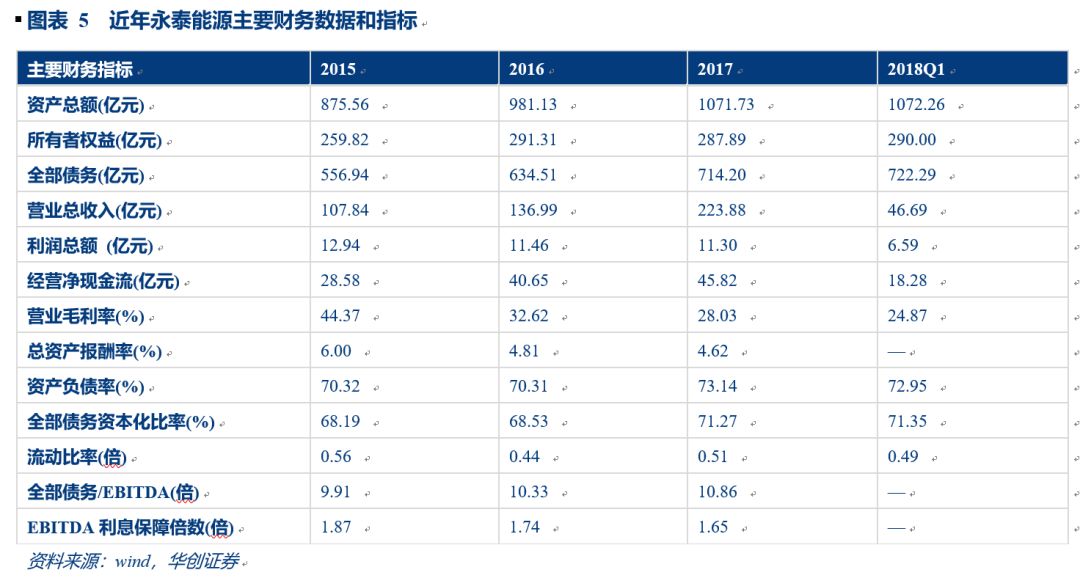 图表 5 近年永泰能源主要财务数据和指标
主要财务指标 2015 2016 2017 2018Q1
资产总额(亿元) 875.56 981.13 1071.73 1072.26
所有者权益(亿元) 259.82 291.31 287.89 290.00
全部债务(亿元) 556.94 634.51 714.20 722.29
营业总收入(亿元) 107.84 136.99 223.88 46.69
利润总额 (亿元) 12.94 11.46 11.30 6.59
经营净现金流(亿元) 28.58 40.65 45.82 18.28
营业毛利率(%) 44.37 32.62 28.03 24.87
总资产报酬率(%) 6.00 4.81 4.62 —
资产负债率(%) 70.32 70.31 73.14 72.95
全部债务资本化比率(%) 68.19 68.53 71.27 71.35
流动比率(倍) 0.56 0.44 0.51 0.49
全部债务/EBITDA(倍) 9.91 10.33 10.86 —
EBITDA 利息保障倍数(倍) 1.87 1.74 1.65 —
资料来源：wind，华创证券